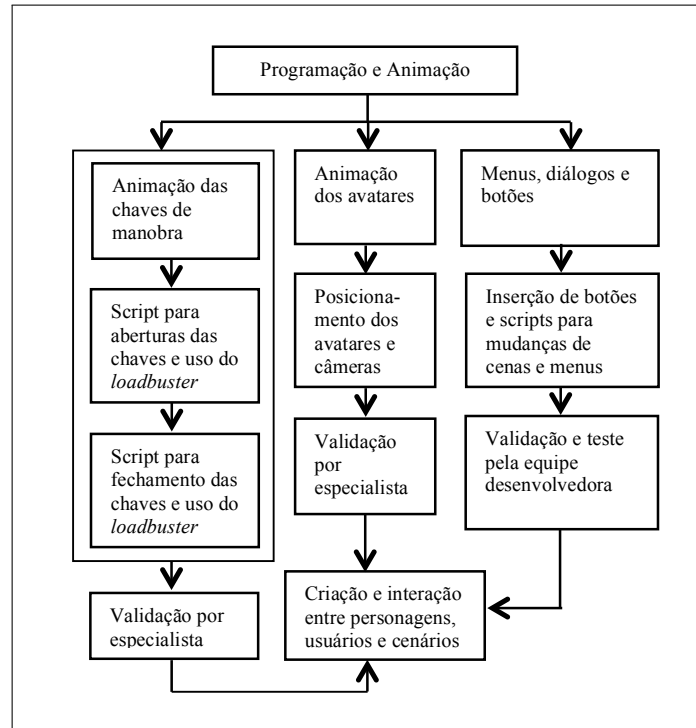 Programação e Animação
Animação das
chaves de
manobra
Script para
aberturas das
chaves e uso do
loadbuster
Script para
fechamento das
chaves e uso do
loadbuster
Validação por
especialista
Animação
dos avatares
Posiciona-
mento dos
avatares e
câmeras
Validação
por
especialista
Menus, diálogos e
botões
Inserção de botões
e scripts para
mudanças de
cenas e menus
Validação e teste
pela equipe
desenvolvedora
Criação e interação
entre personagens,
usuários e cenários